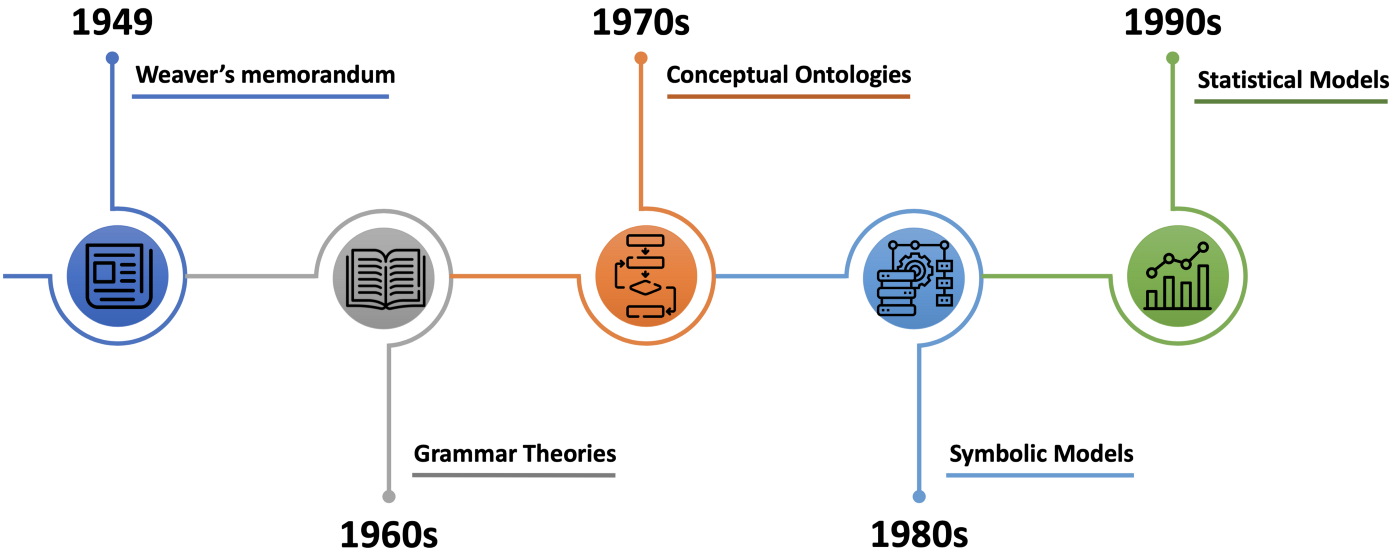 1949
Weaver’s memorandum
Grammar Theories
1960s
1970s
Conceptual Ontologies
Symbolic Models
1980s
1990s
Statistical Models